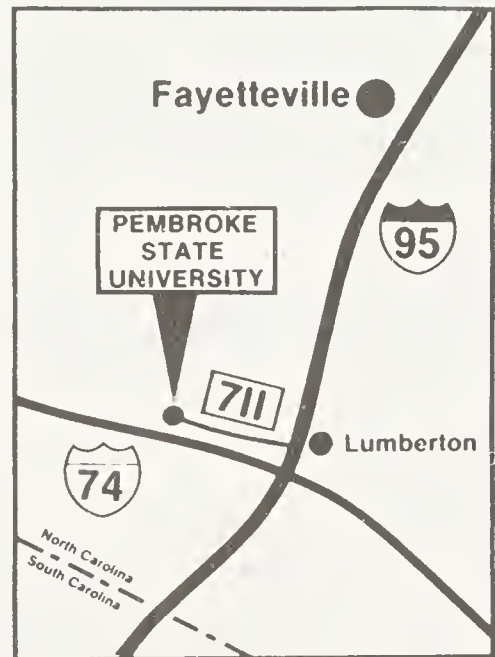 Fayetteville
95
PEMBROKE
STATE
UNIVERSITY
711
Lumberton
74
North Carolina
South Carolina